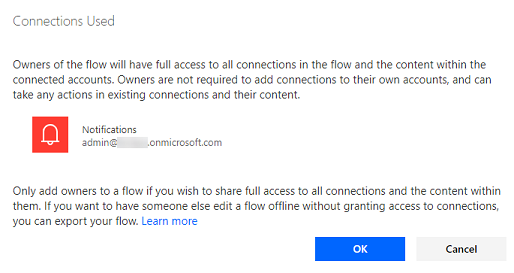 Connections Used
Owners of the flow will have full access to all connections in the flow and the content within the
connected accounts. Owners are not required to add connections to their own accounts, and can
take any actions in existing connections and their content.
Notifications
admin@ .onmicrosoft.com
Only add owners to a flow if you wish to share full access to all connections and the content within
them. If you want to have someone else edit a flow offline without granting access to connections,
you can export your flow. Learn more
OK Cancel